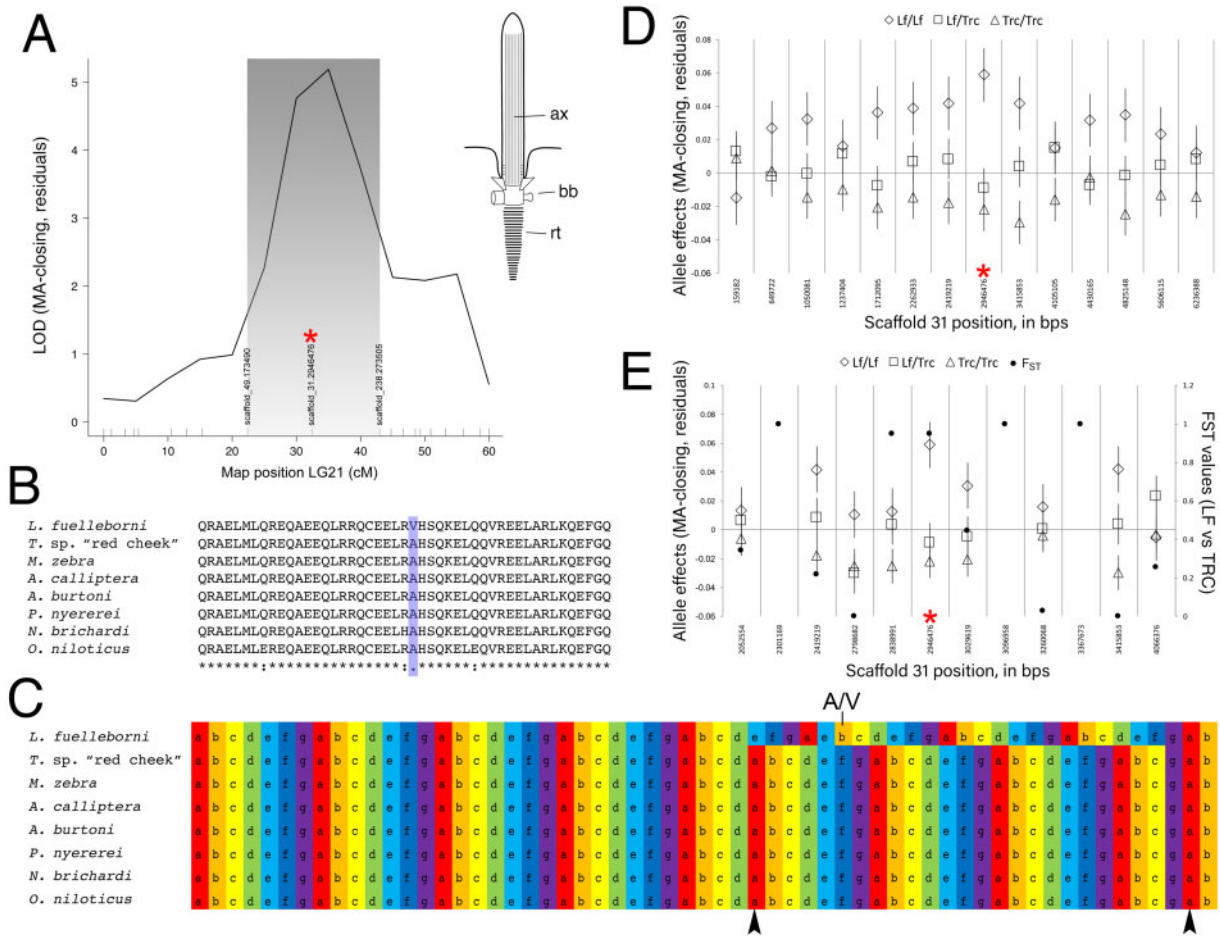 A
LOD (MA-closing, residuals)
5
4
3
2
1
0
scaffold_49.173490
scaffold_31.2946476
scaffold_238.273505
0 10 20 30 40 50 60
Map position LG21 (cM)
ax
bb
rt
B
L. fuelleborni QRAELMLQREQAEEQLRRQCEELRVHSQKELQQVREELARLKQEFGQ
T. sp. "red cheek" QRAELMLQREQAEEQLRRQCEELRAHSQKELQQVREELARLKQEFGQ
M. zebra QRAELMLQREQAEEQLRRQCEELRAHSQKELQQVREELARLKQEFGQ
A. calliptera QRAELMLQREQAEEQLRRQCEELRAHSQKELQQVREELARLKQEFGQ
A. burtoni QRAELMLQREQAEEQLRRQCEELRAHSQKELQQVREELARLKQEFGQ
P. nyererei QRAELMLQREQAEEQLRRQCEELRAHSQKELQQVREELARLKQEFGQ
N. brichardi QRAELMLQREQAEEQLRRQCEELHAHSQKELQQVREELARLKQEFGQ
O. niloticus QRAELMLEREQAEEQLRRQCEELRAHSQKELEQVREELARLKQEFGQ
*******:***************:.******:***************
D
◇ Lf/Lf □ Lf/Trc △ Trc/Trc
Allele effects (MA-closing, residuals)
0.08
0.06
0.04
0.02
0
-0.02
-0.04
-0.06
159182 649722 1050081 1237404 1712095 2262933 2419219 2946476 3415853 4105105 4430165 4825148 5606115 6236388
Scaffold 31 position, in bps
E
◇ Lf/Lf □ Lf/Trc △ Trc/Trc ● FST
Allele effects (MA-closing, residuals)
0.1
0.08
0.06
0.04
0.02
0
-0.02
-0.04
-0.06
1.2
1
0.8
0.6
0.4
0.2
0
FST values (LF vs TRC)
2052554 2301169 2419219 2798682 2838991 2946476 3029619 3096958 3200068 3367673 3415853 4066376
Scaffold 31 position, in bps
C
A/V
L. fuelleborni a b c d e f g a b c d e f g a b c d e f g a b c d e f g a b c d e f g a e b c d e f g a b c d e f g a b c d e f g a b
T. sp. "red cheek" a b c d e f g a b c d e f g a b c d e f g a b c d e f g a b c d a b c d e f g a b c d e f g a b c d e f g a b c g a b
M. zebra a b c d e f g a b c d e f g a b c d e f g a b c d e f g a b c d a b c d e f g a b c d e f g a b c d e f g a b c g a b
A. calliptera a b c d e f g a b c d e f g a b c d e f g a b c d e f g a b c d a b c d e f g a b c d e f g a b c d e f g a b c g a b
A. burtoni a b c d e f g a b c d e f g a b c d e f g a b c d e f g a b c d a b c d e f g a b c d e f g a b c d e f g a b c g a b
P. nyererei a b c d e f g a b c d e f g a b c d e f g a b c d e f g a b c d a b c d e f g a b c d e f g a b c d e f g a b c g a b
N. brichardi a b c d e f g a b c d e f g a b c d e f g a b c d e f g a b c d a b c d e f g a b c d e f g a b c d e f g a b c g a b
O. niloticus a b c d e f g a b c d e f g a b c d e f g a b c d e f g a b c d a b c d e f g a b c d e f g a b c d e f g a b c g a b